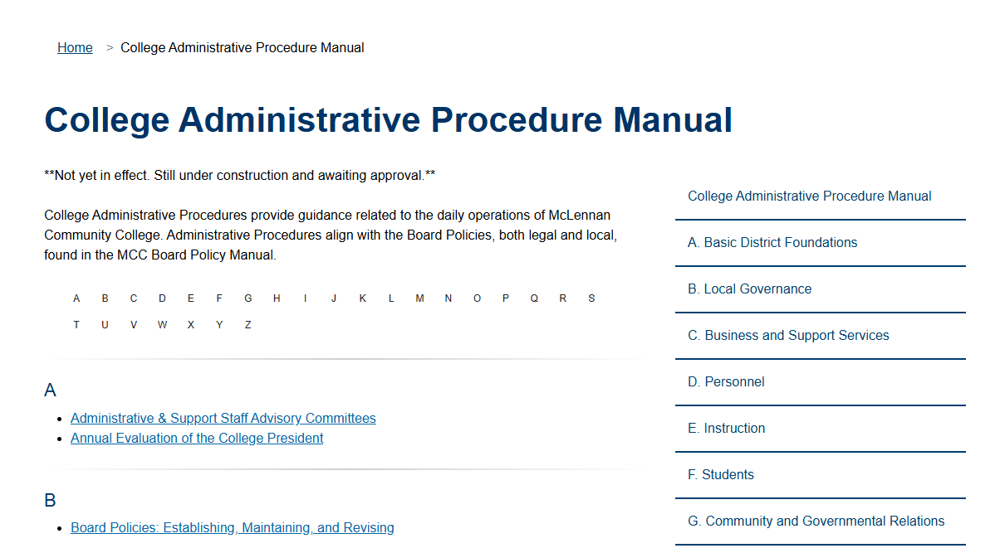 Home > College Administrative Procedure Manual
College Administrative Procedure Manual
**Not yet in effect. Still under construction and awaiting approval.**
College Administrative Procedures provide guidance related to the daily operations of McLennan
Community College. Administrative Procedures align with the Board Policies, both legal and local,
found in the MCC Board Policy Manual.
A B C D E F G H I J K L M N O P Q R S
T U V W X Y Z
A
• Administrative & Support Staff Advisory Committees
• Annual Evaluation of the College President
B
• Board Policies: Establishing, Maintaining, and Revising
College Administrative Procedure Manual
A. Basic District Foundations
B. Local Governance
C. Business and Support Services
D. Personnel
E. Instruction
F. Students
G. Community and Governmental Relations